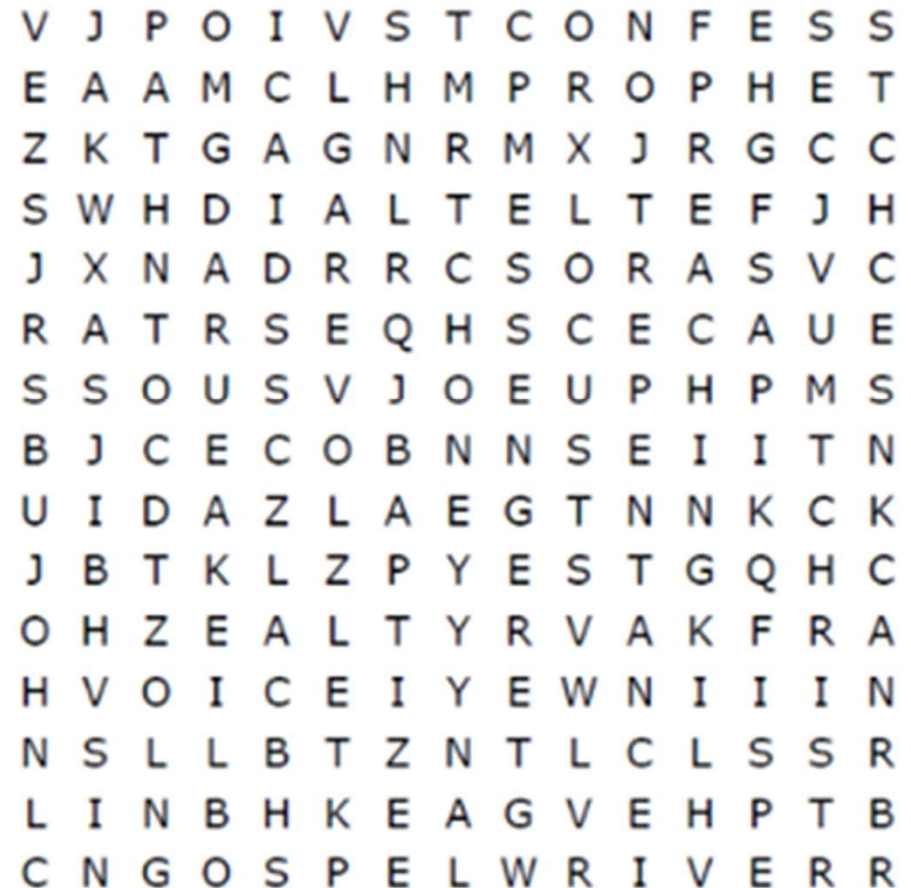 V J P O I V S T C O N F E S S
E A A M C L H M P R O P H E T
Z K T G A G N R M X J R G C C
S W H D I A L T E L T E F J H
J X N A D R R C S O R A S V C
R A T R S E Q H S C E C A U E
S S O U S V J O E U P H P M S
B J C E C O B N N S E I I T N
U I D A Z L A E G T N N K C K
J B T K L Z P Y E S T G Q H C
O H Z E A L T Y R V A K F R A
H V O I C E I Y E W N I I I N
N S L L B T Z N T L C L S S R
L I N B H K E A G V E H P T B
C N G O S P E L W R I V E R R